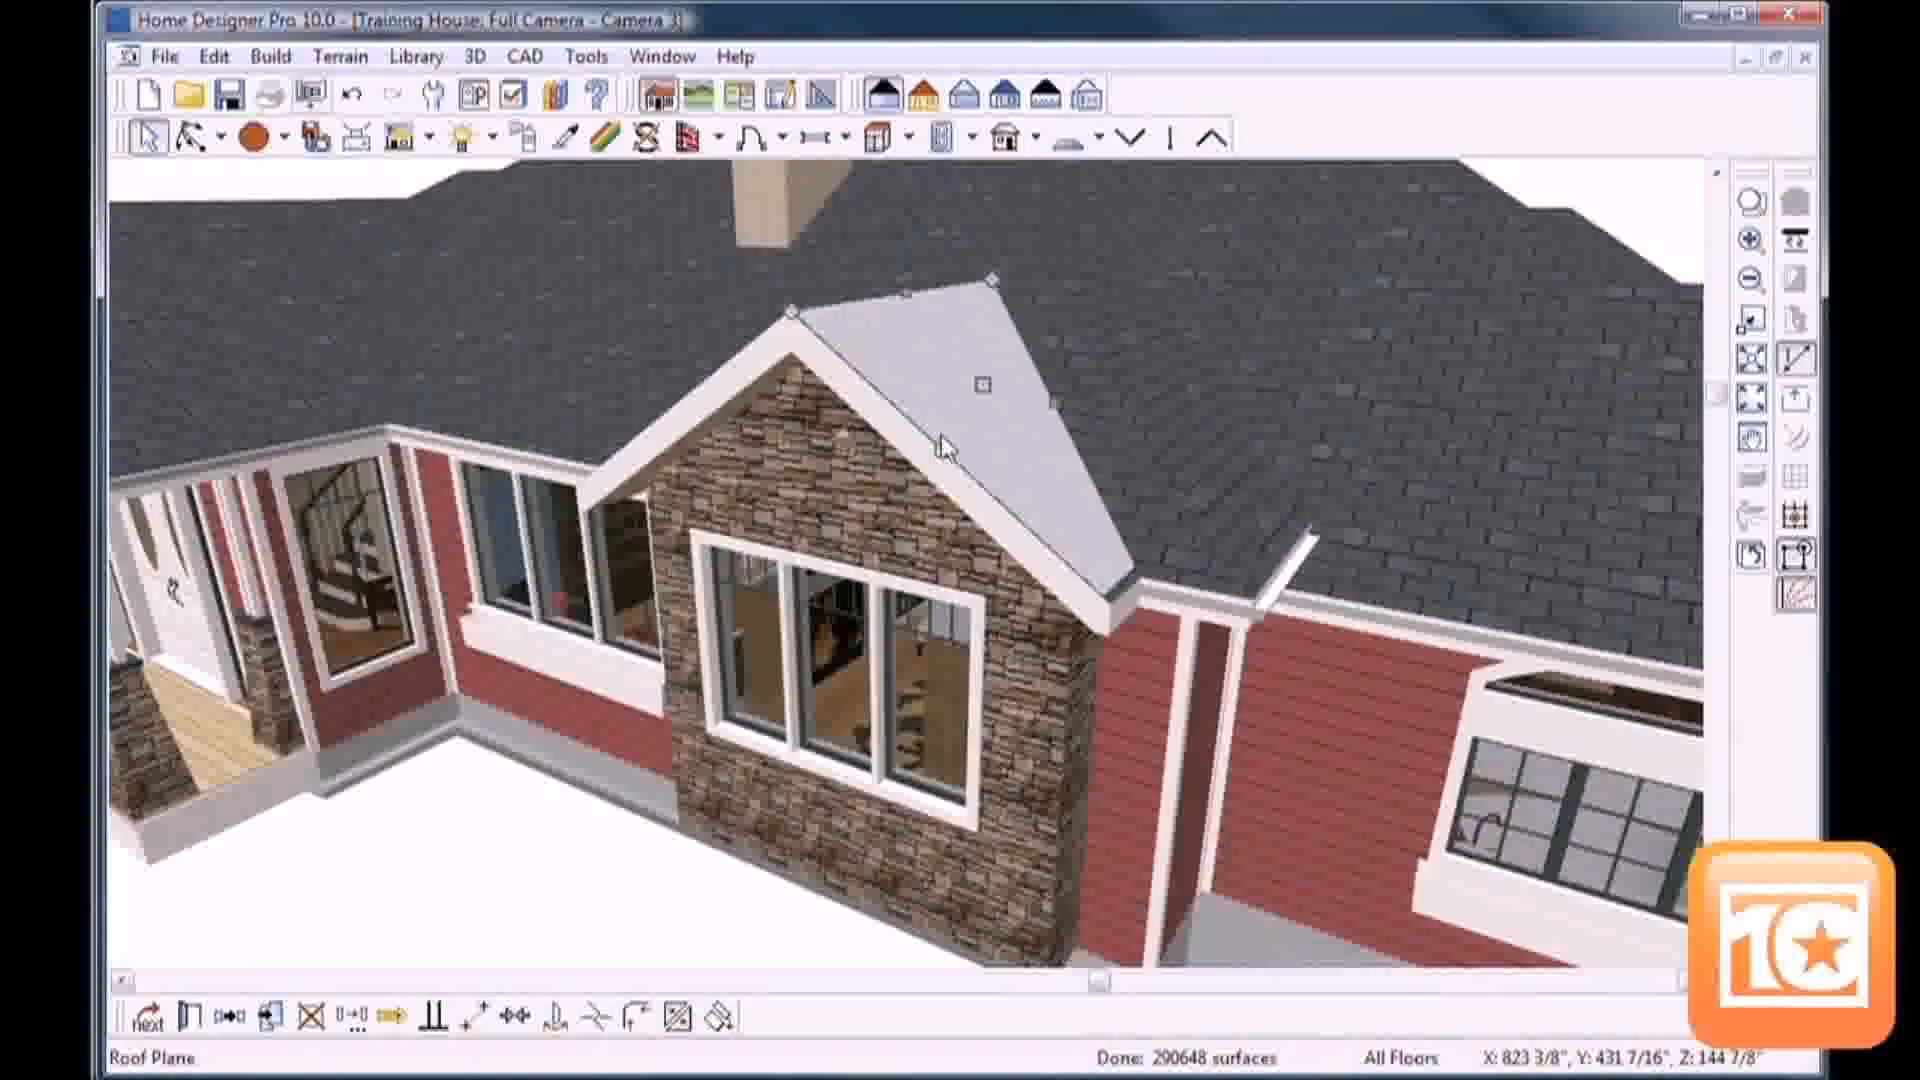 Home Designer Pro 10.0 - [Training House: Full Camera - Camera 3]
File Edit Build Terrain Library 3D CAD Tools Window Help
next
Roof Plane Done: 290648 surfaces All Floors X: 823 3/8", Y: 431 7/16", Z: 144 7/8"
10